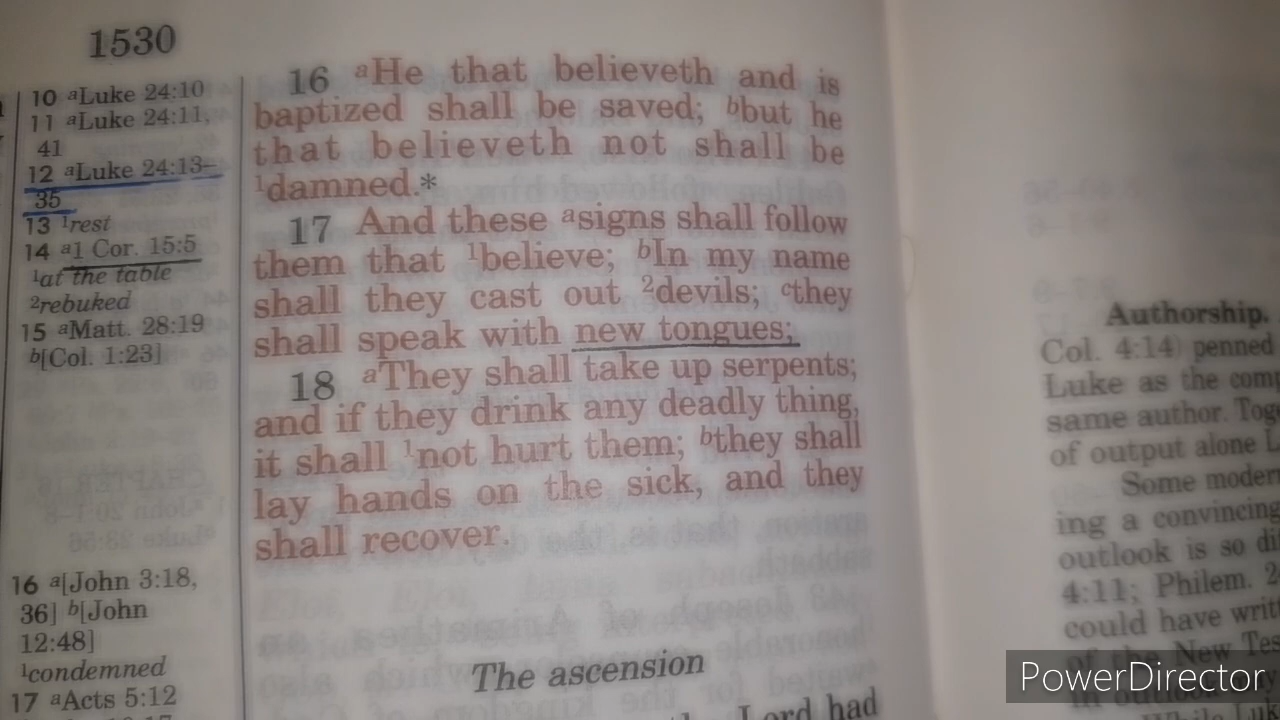 1530
10 aLuke 24:10
11 aLuke 24:11,
41
12 aLuke 24:13–
35
13 1rest
14 a1 Cor. 15:5
1at the table
2rebuked
15 aMatt. 28:19
b[Col. 1:23]
16 a[John 3:18,
36] b[John
12:48]
1condemned
17 aActs 5:12
16 aHe that believeth and is
baptized shall be saved; bbut he
that believeth not shall be
1damned.*
17 And these asigns shall follow
them that 1believe; bIn my name
shall they cast out 2devils; cthey
shall speak with new tongues;
18 aThey shall take up serpents;
and if they drink any deadly thing,
it shall 1not hurt them; bthey shall
lay hands on the sick, and they
shall recover.
The ascension
Lord had
Authorship.
Col. 4:14) penned
Luke as the
same author.
of output alone
Some
ing a convincing
outlook is so
4:11; Philem.
could have
of the New
PowerDirector